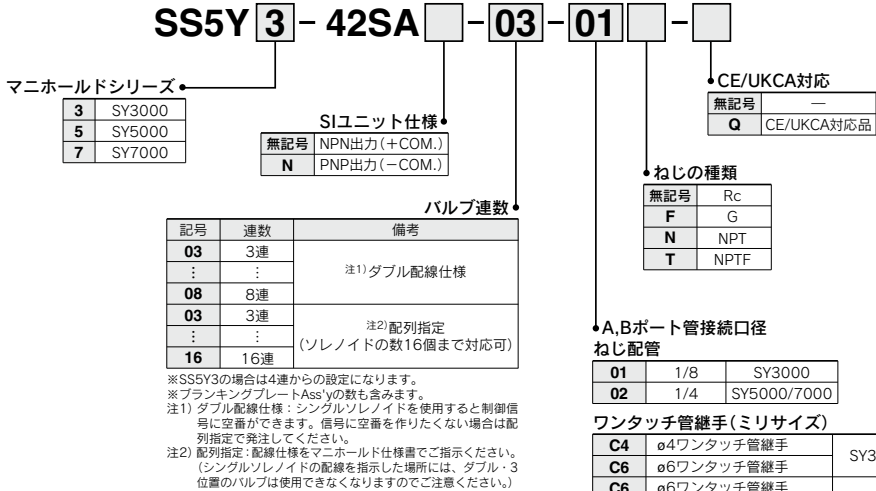 SS5Y 3 - 42SA - 03 - 01 -
マニホールドシリーズ
3 SY3000
5 SY5000
7 SY7000
SIユニット仕様
無記号 NPN出力(+COM.)
N PNP出力(-COM.)
CE/UKCA対応
無記号 —
Q CE/UKCA対応品
ねじの種類
無記号 Rc
F G
N NPT
T NPTF
バルブ連数
記号 連数 備考
03 3連
⋮ ⋮ 注1)ダブル配線仕様
08 8連
03 3連
⋮ ⋮ 注2)配列指定
(ソレノイドの数16個まで対応可)
16 16連
※SS5Y3の場合は4連からの設定になります。
※ブランキングプレートAss'yの数も含みます。
注1) ダブル配線仕様：シングルソレノイドを使用すると制御信
号に空番ができます。信号に空番を作りたくない場合は配
列指定で発注してください。
注2) 配列指定：配線仕様をマニホールド仕様書でご指示ください。
(シングルソレノイドの配線を指示した場所には、ダブル・3
位置のバルブは使用できなくなりますのでご注意ください。)
A,Bポート管接続口径
ねじ配管
01 1/8 SY3000
02 1/4 SY5000/7000
ワンタッチ管継手(ミリサイズ)
C4 ø4ワンタッチ管継手
SY3
C6 ø6ワンタッチ管継手
C6 ø6ワンタッチ管継手